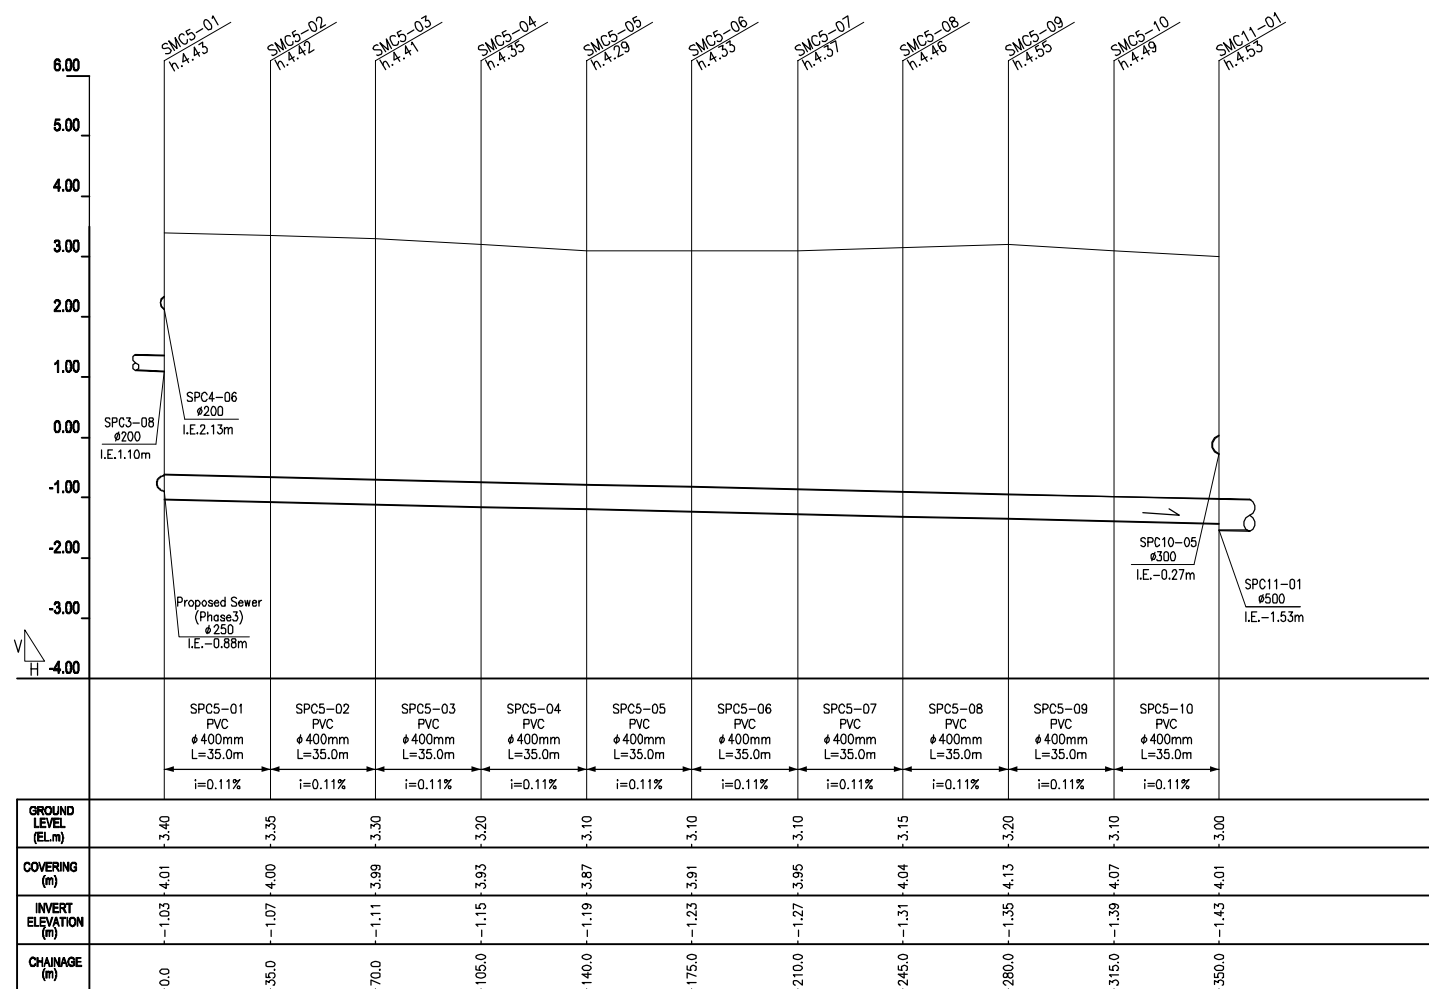 SMC5-01
h.4.43
SMC5-02
h.4.42
SMC5-03
h.4.41
SMC5-04
h.4.35
SMC5-05
h.4.29
SMC5-06
h.4.33
SMC5-07
h.4.37
SMC5-08
h.4.46
SMC5-09
h.4.55
SMC5-10
h.4.49
SMC11-01
h.4.53
6.00
5.00
4.00
3.00
2.00
1.00
0.00
-1.00
-2.00
-3.00
-4.00
V
H
SPC3-08
ø200
I.E.1.10m
SPC4-06
ø200
I.E.2.13m
Proposed Sewer
(Phase3)
ø250
I.E.-0.88m
SPC10-05
ø300
I.E.-0.27m
SPC11-01
ø500
I.E.-1.53m
SPC5-01
PVC
ø400mm
L=35.0m
i=0.11%
SPC5-02
PVC
ø400mm
L=35.0m
i=0.11%
SPC5-03
PVC
ø400mm
L=35.0m
i=0.11%
SPC5-04
PVC
ø400mm
L=35.0m
i=0.11%
SPC5-05
PVC
ø400mm
L=35.0m
i=0.11%
SPC5-06
PVC
ø400mm
L=35.0m
i=0.11%
SPC5-07
PVC
ø400mm
L=35.0m
i=0.11%
SPC5-08
PVC
ø400mm
L=35.0m
i=0.11%
SPC5-09
PVC
ø400mm
L=35.0m
i=0.11%
SPC5-10
PVC
ø400mm
L=35.0m
i=0.11%
GROUND
LEVEL
(EL.m)
3.40
3.35
3.30
3.20
3.10
3.10
3.10
3.15
3.20
3.10
3.00
COVERING
(m)
4.01
4.00
3.99
3.93
3.87
3.91
3.95
4.04
4.13
4.07
4.01
INVERT
ELEVATION
(m)
-1.03
-1.07
-1.11
-1.15
-1.19
-1.23
-1.27
-1.31
-1.35
-1.39
-1.43
CHAINAGE
(m)
0.0
35.0
70.0
105.0
140.0
175.0
210.0
245.0
280.0
315.0
350.0